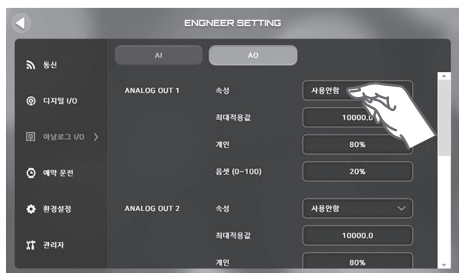 ENGNEER SETTING
AI
AO
통신
디지털 I/O
아날로그 I/O
예약 운전
환경설정
관리자
ANALOG OUT 1
속성
사용안함
최대적용값
10000.0
게인
80%
옵셋 (0-100)
20%
ANALOG OUT 2
속성
사용안함
최대적용값
10000.0
게인
80%